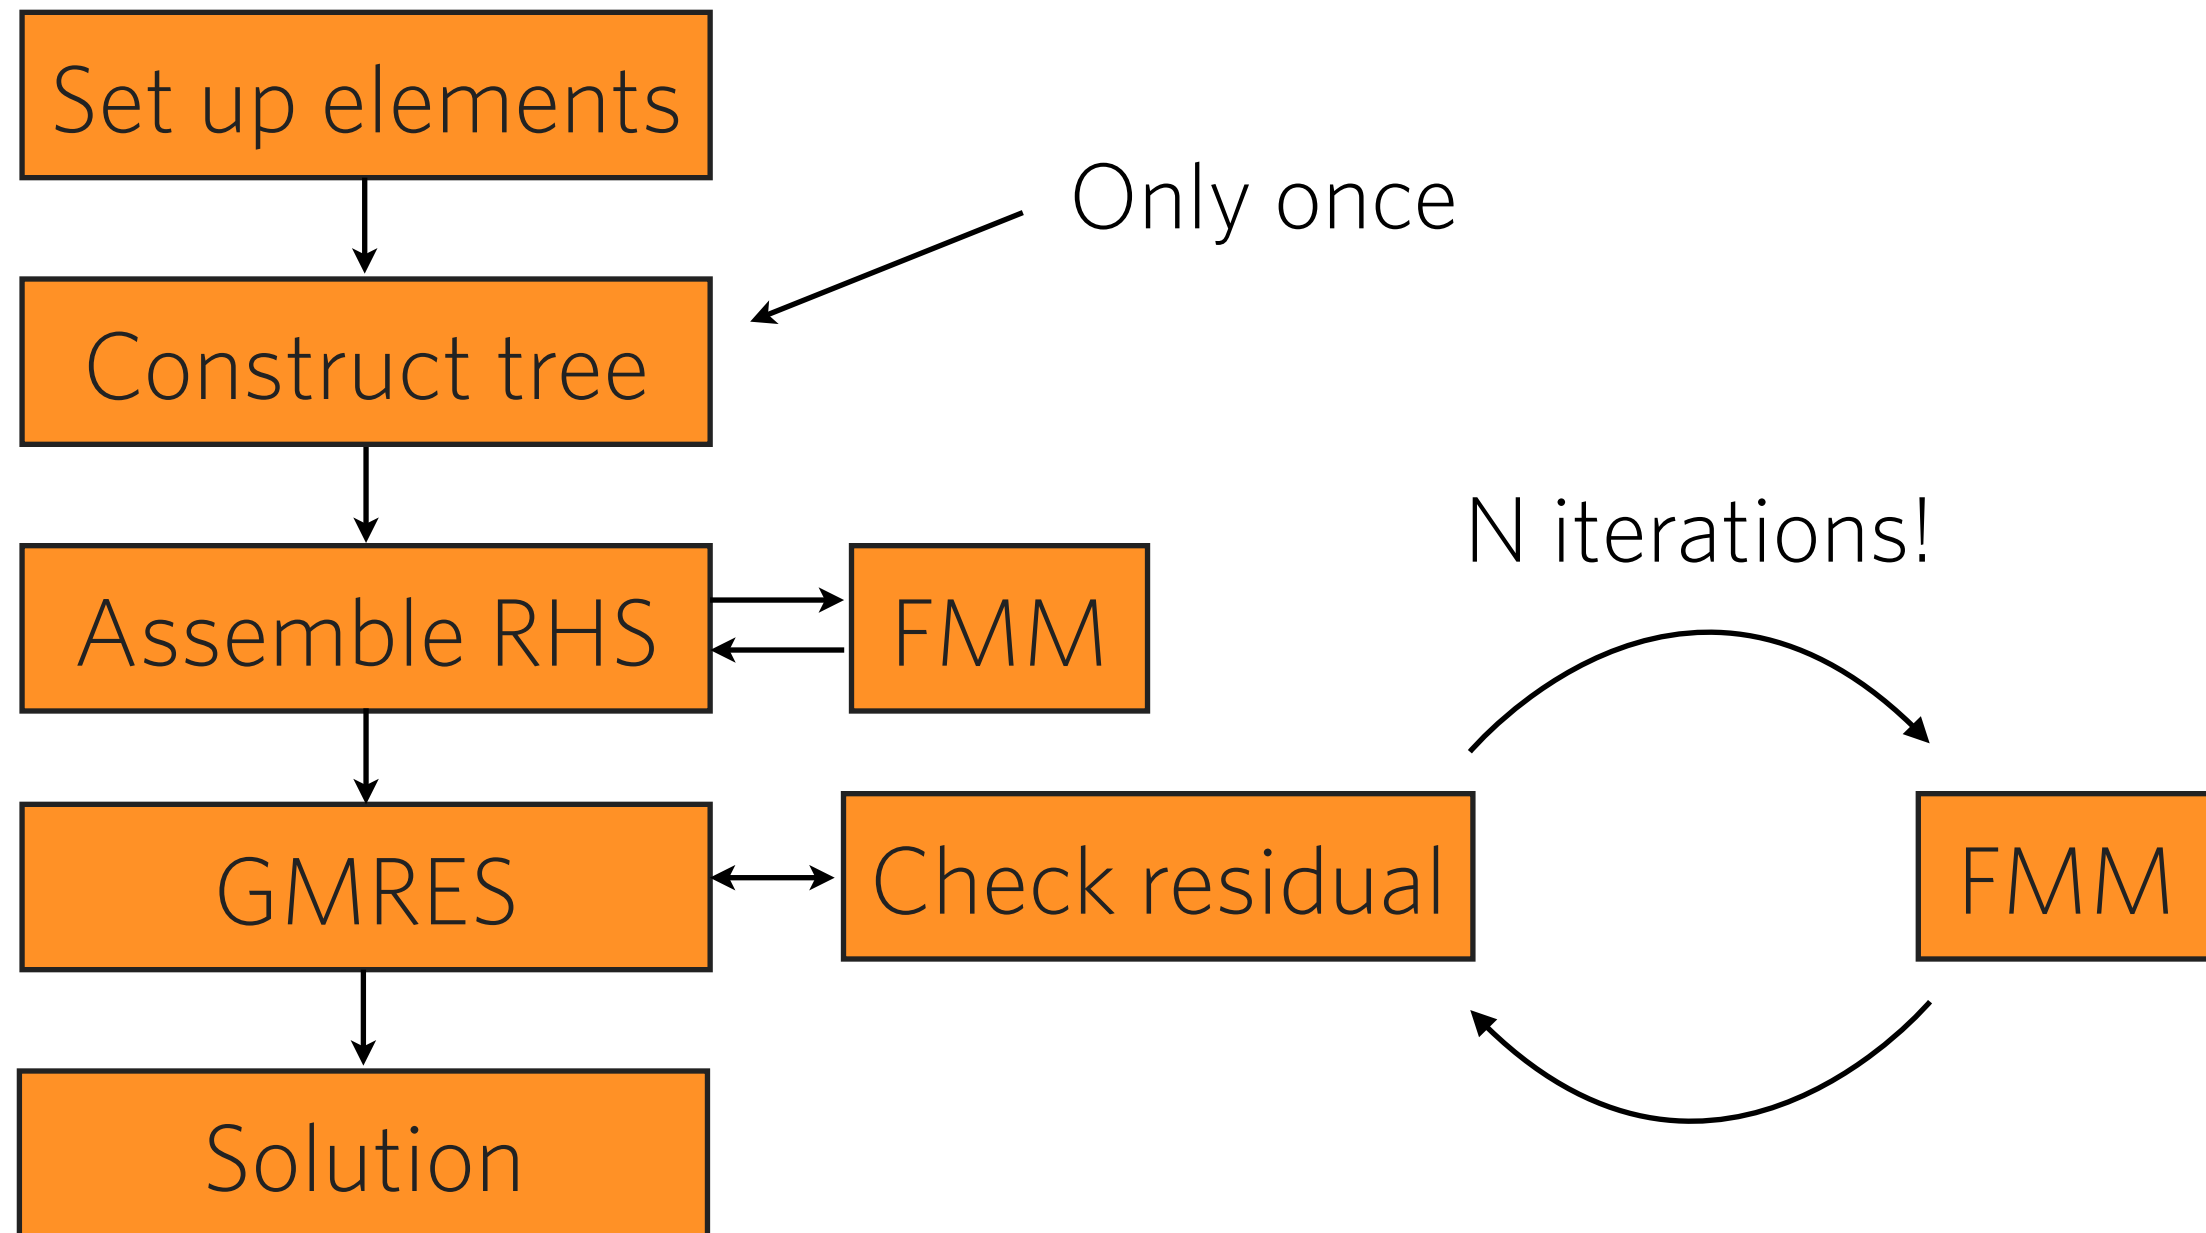 Set up elements
Only once
Construct tree
N iterations!
Assemble RHS
FMM
GMRES
Check residual
FMM
Solution